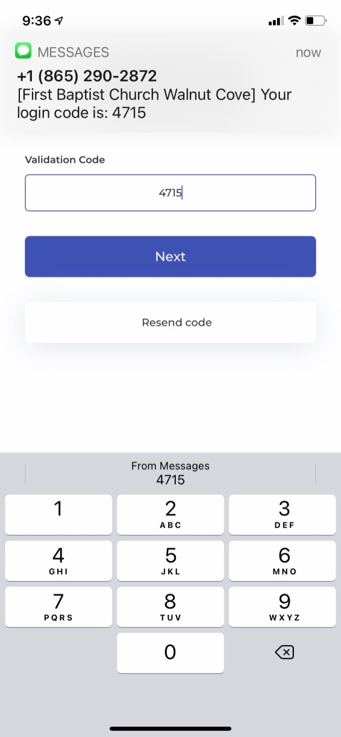 9:36
MESSAGES now
+1 (865) 290-2872
[First Baptist Church Walnut Cove] Your
login code is: 4715
Validation Code
4715
Next
Resend code
From Messages
4715
1 2 3
ABC DEF
4 5 6
GHI JKL MNO
7 8 9
PQRS TUV WXYZ
0